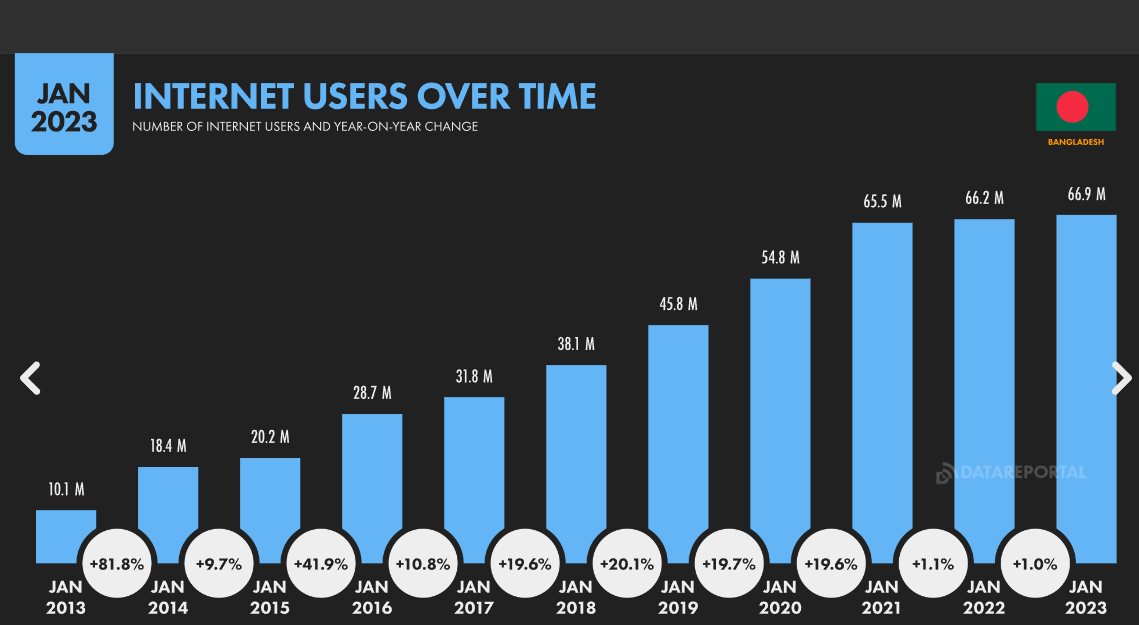 JAN
2023
INTERNET USERS OVER TIME
NUMBER OF INTERNET USERS AND YEAR-ON-YEAR CHANGE
BANGLADESH
10.1 M
18.4 M
20.2 M
28.7 M
31.8 M
38.1 M
45.8 M
54.8 M
65.5 M
66.2 M
66.9 M
DATAREPORTAL
+81.8%
+9.7%
+41.9%
+10.8%
+19.6%
+20.1%
+19.7%
+19.6%
+1.1%
+1.0%
JAN
2013
JAN
2014
JAN
2015
JAN
2016
JAN
2017
JAN
2018
JAN
2019
JAN
2020
JAN
2021
JAN
2022
JAN
2023